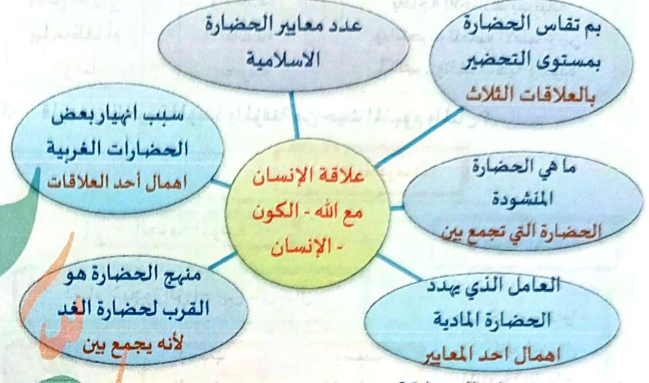 عدد معايير الحضارة
الاسلامية
بم تقاس الحضارة
بمستوى التحضير
بالعلاقات الثلاث
سبب انهيار بعض
الحضارات الغربية
اهمال أحد العلاقات
علاقة الإنسان
مع الله - الكون
- الإنسان
ما هي الحضارة
المنشودة
الحضارة التي تجمع بين
منهج الحضارة هو
القرب لحضارة الغد
لأنه يجمع بين
العامل الذي يهدد
الحضارة المادية
اهمال احد المعايير